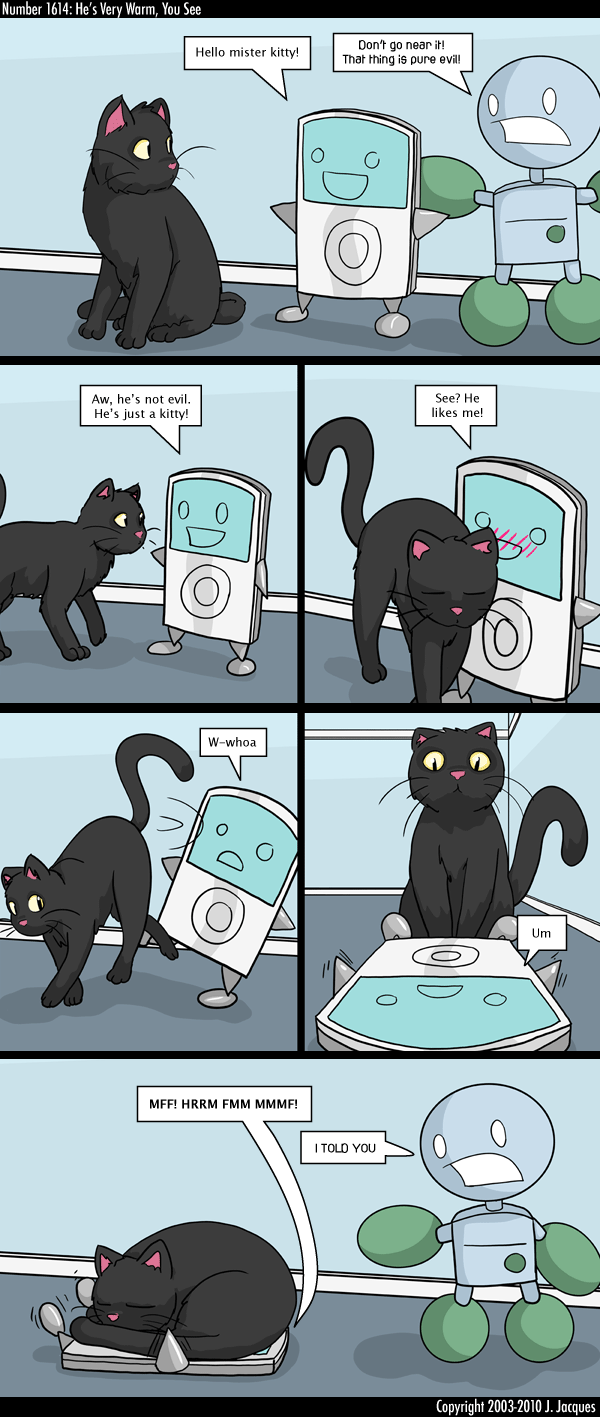 Number 1614: He's Very Warm, You See
Hello mister kitty!
Don't go near it!
That thing is pure evil!
Aw, he's not evil.
He's just a kitty!
See? He
likes me!
W-whoa
Um
MFF! HRRM FMM MMMF!
I TOLD YOU
Copyright 2003-2010 J. Jacques